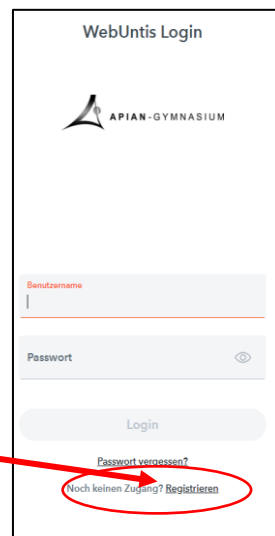 WebUntis Login
APIAN-GYMNASIUM
Benutzername
Passwort
Login
Passwort vergessen?
Noch keinen Zugang? Registrieren